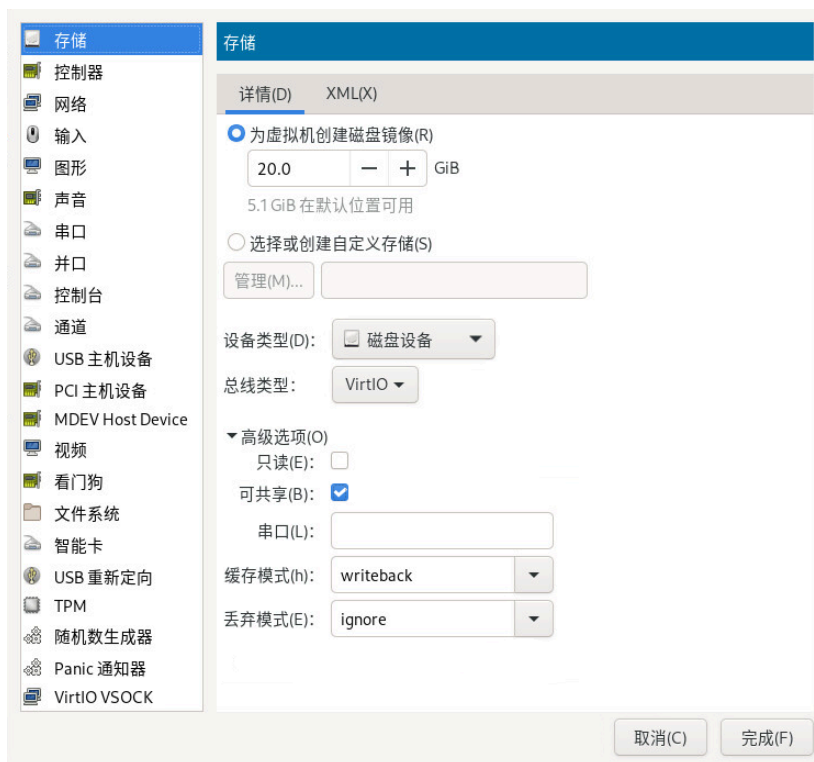 存储
控制器
网络
输入
图形
声音
串口
并口
控制台
通道
USB 主机设备
PCI 主机设备
MDEV Host Device
视频
看门狗
文件系统
智能卡
USB 重新定向
TPM
随机数生成器
Panic 通知器
VirtIO VSOCK
存储
详情(D) XML(X)
为虚拟机创建磁盘镜像(R)
20.0 — + GiB
5.1 GiB 在默认位置可用
选择或创建自定义存储(S)
管理(M)...
设备类型(D): 磁盘设备
总线类型: VirtIO
高级选项(O)
只读(E):
可共享(B):
串口(L):
缓存模式(h): writeback
丢弃模式(E): ignore
取消(C) 完成(F)